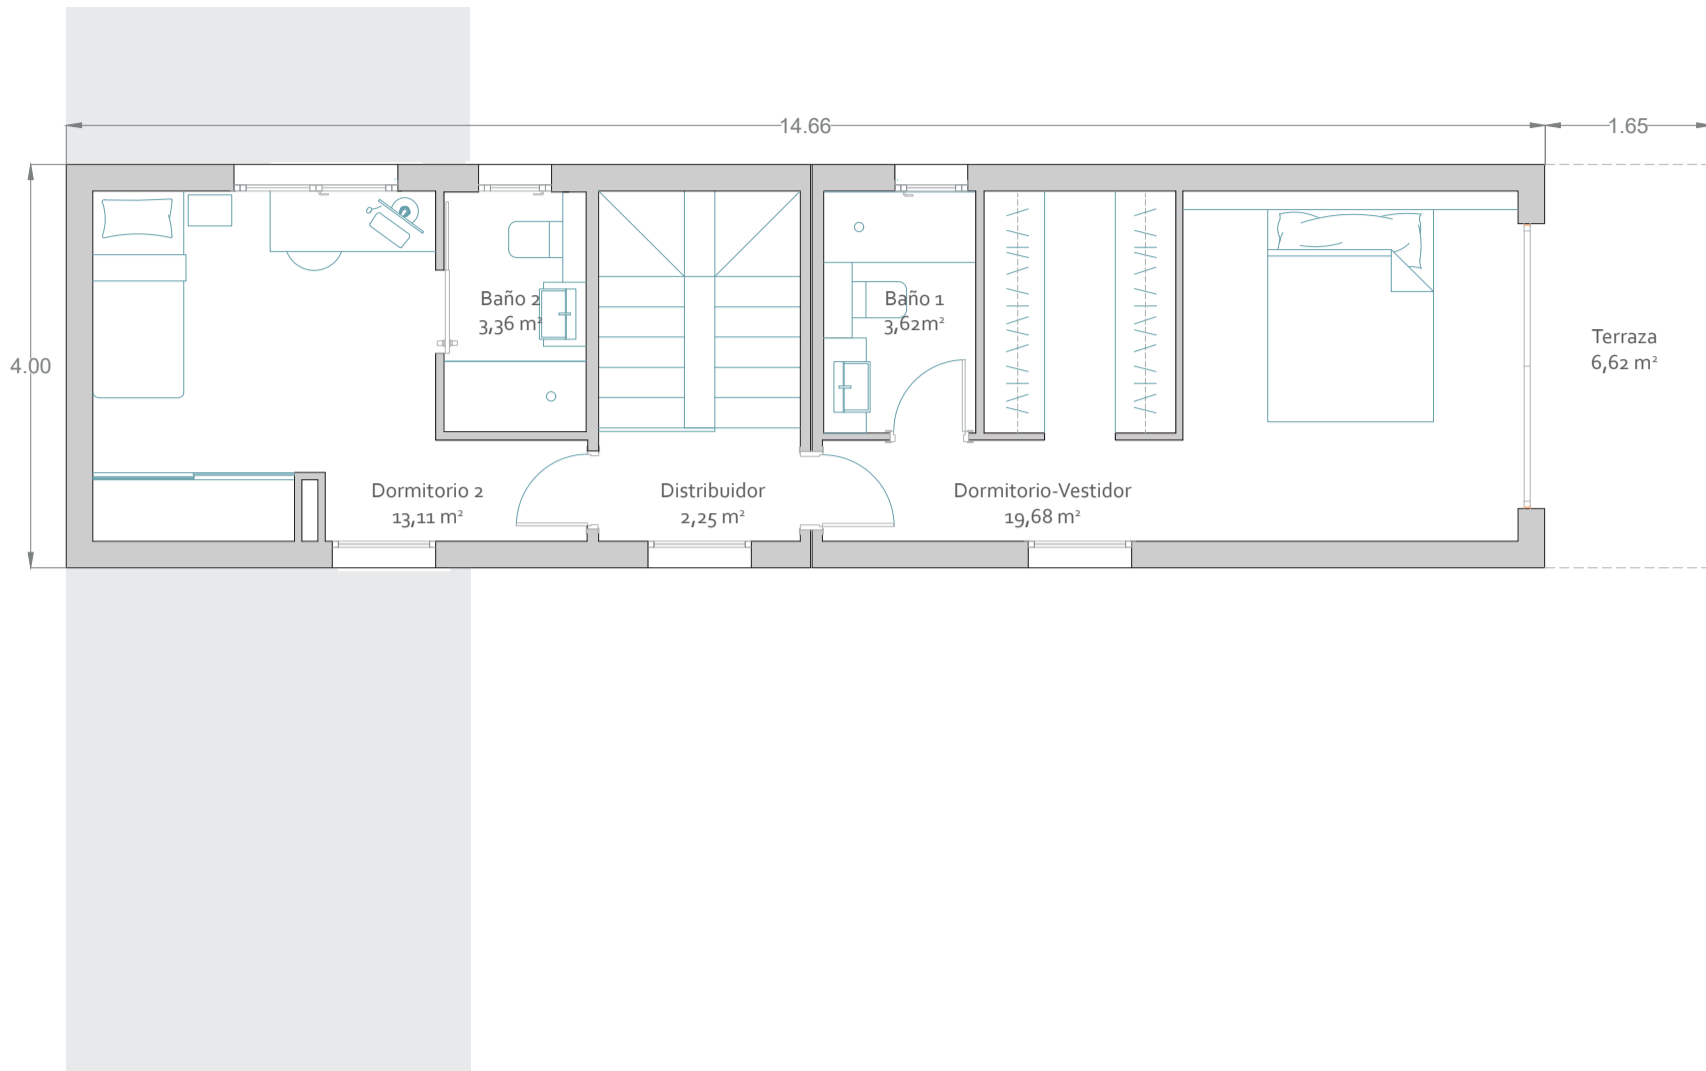 14.66
1.65
4.00
Baño 2
3,36 m²
Baño 1
3,62m²
Terraza
6,62 m²
Dormitorio 2
13,11 m²
Distribuidor
2,25 m²
Dormitorio-Vestidor
19,68 m²